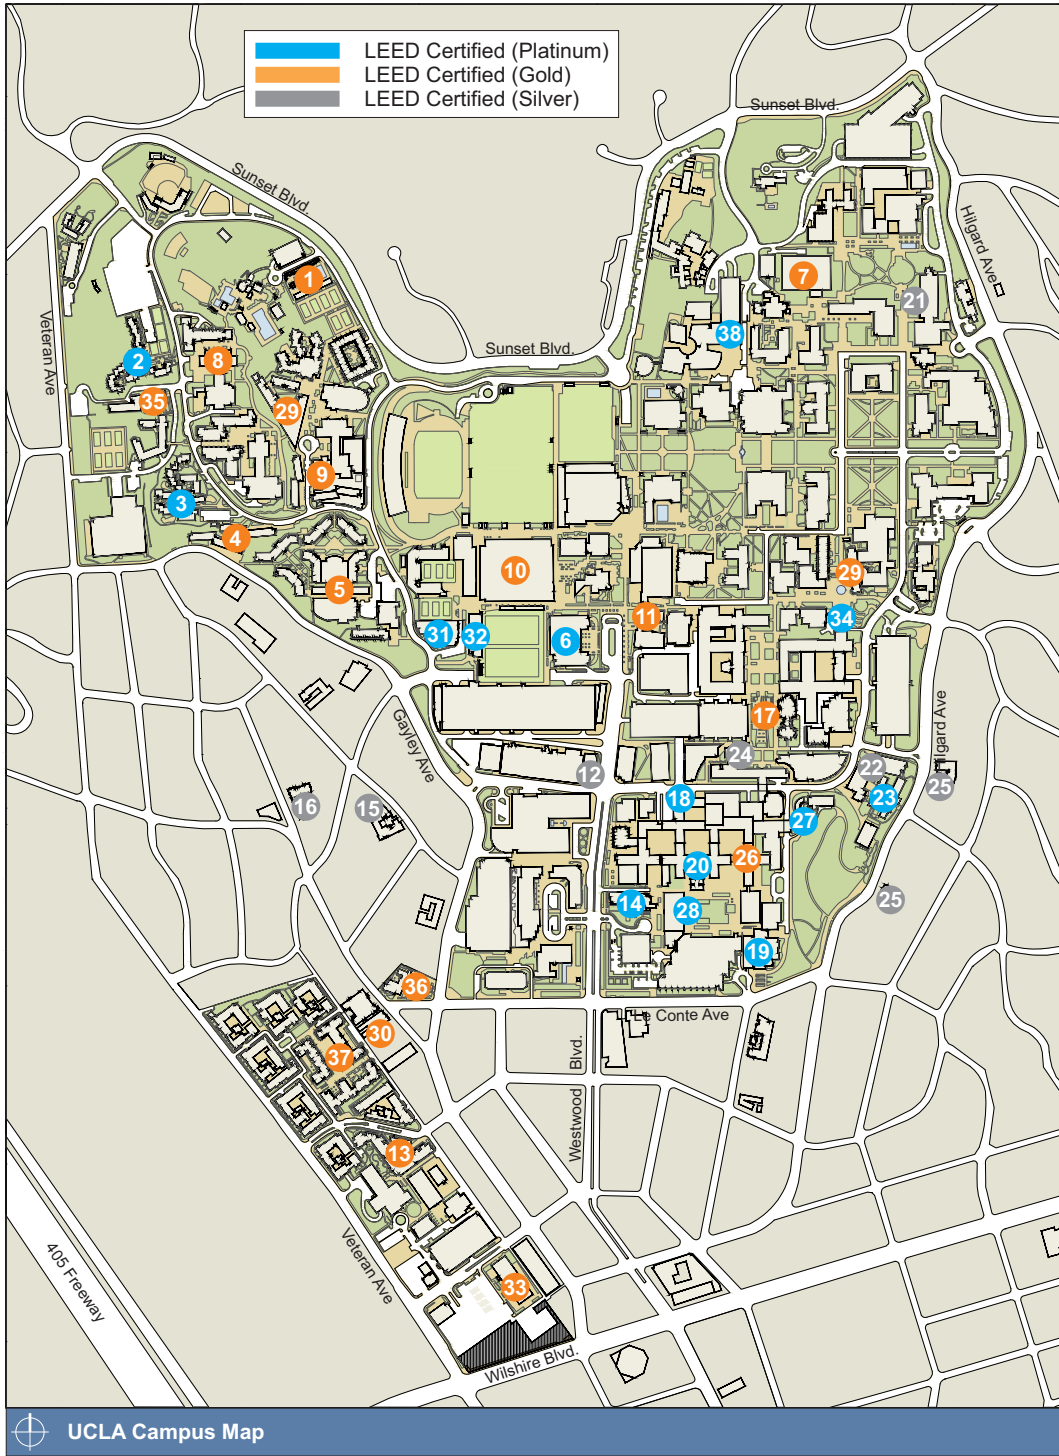 LEED Certified (Platinum)
LEED Certified (Gold)
LEED Certified (Silver)
Sunset Blvd.
Sunset Blvd.
Hilgard Ave
1
7
21
Veteran Ave
38
Sunset Blvd.
2
8
35
29
9
3
4
10
29
5
11
34
31
32
6
Gayley Ave
17
Hilgard Ave
24
12
22
25
16
15
18
23
27
26
20
14
28
25
19
36
Le Conte Ave
30
37
Westwood Blvd.
13
Veteran Ave
405 Freeway
33
Wilshire Blvd.
UCLA Campus Map